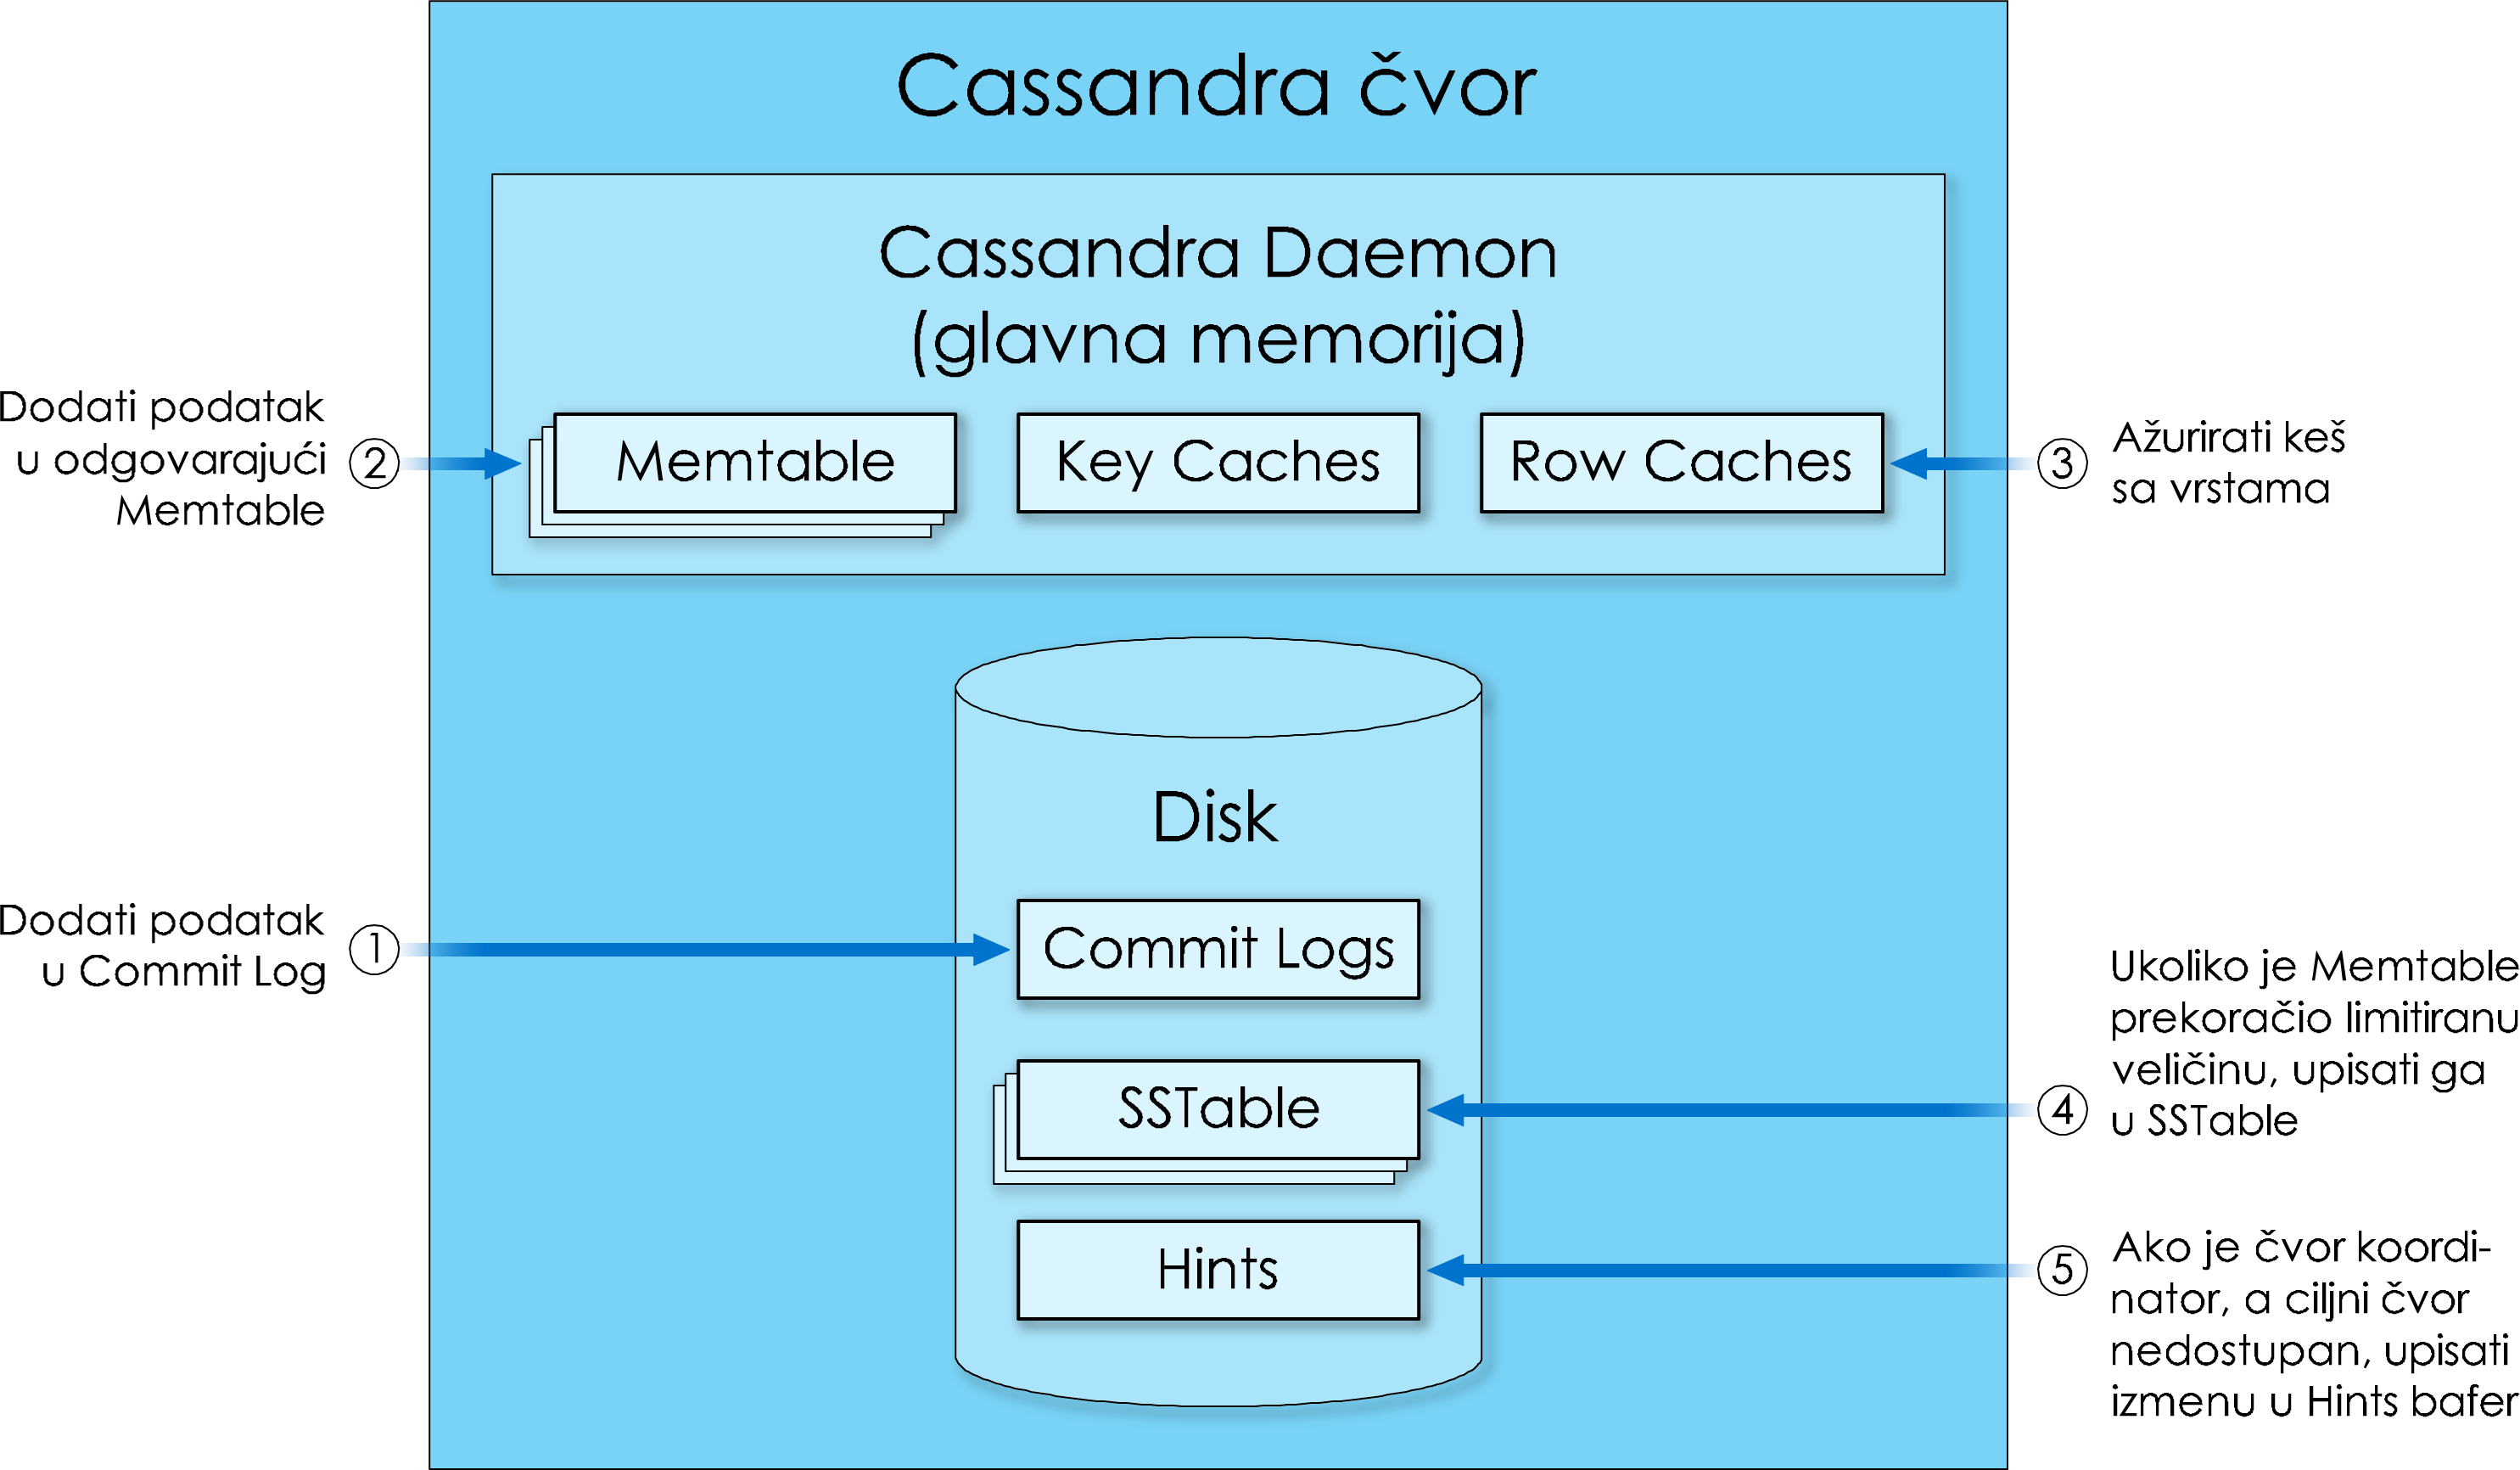 Cassandra čvor
Cassandra Daemon
(glavna memorija)
Dodati podatak
u odgovarajući
Memtable
2
Memtable
Key Caches
Row Caches
3
Ažurirati keš
sa vrstama
Disk
Dodati podatak
u Commit Log
1
Commit Logs
SSTable
4
Ukoliko je Memtable
prekoračio limitiranu
veličinu, upisati ga
u SSTable
Hints
5
Ako je čvor koordi-
nator, a ciljni čvor
nedostupan, upisati
izmenu u Hints bafer